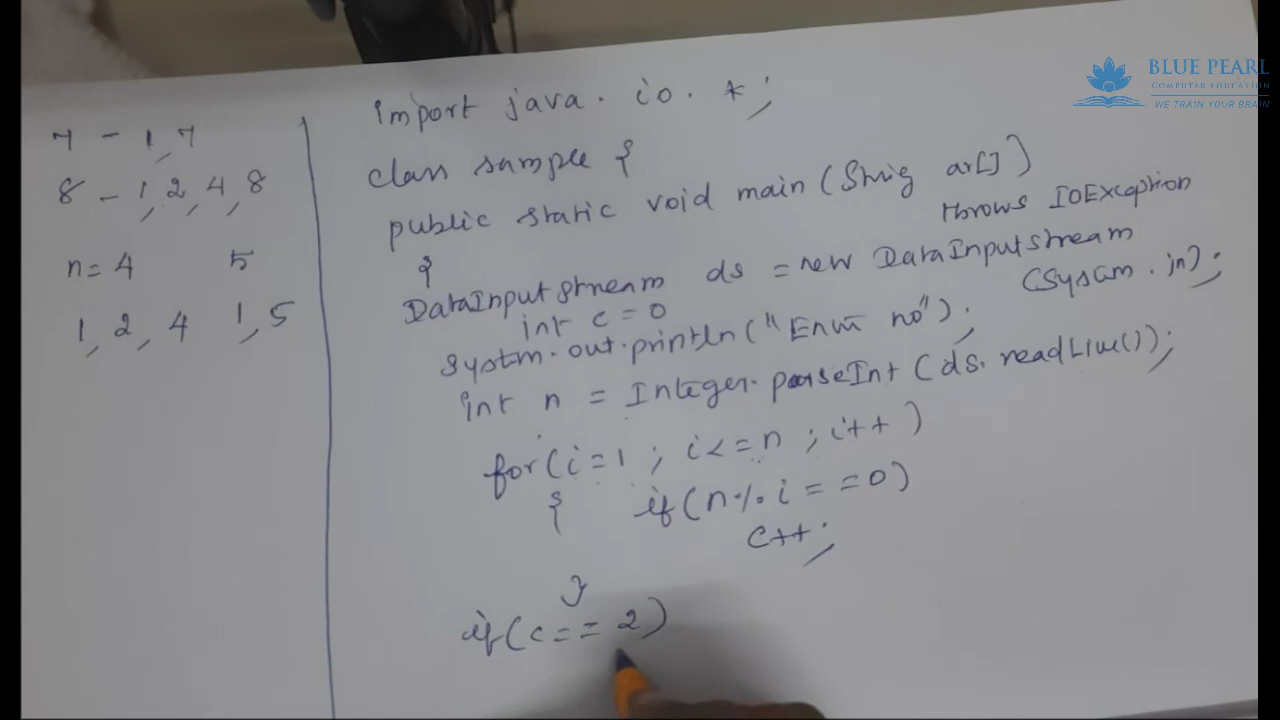 7 - 1, 7
8 - 1, 2, 4, 8
n = 4 5
1, 2, 4 1, 5
import java. io. *;
class sample {
public static void main (String ar[])
throws IOException
{
DataInputstream ds = new DataInputstream
(System. in);
int c = 0
System.out.println("Enter no");
int n = Integer.parseInt (ds. readLine());
for(i=1 ; i<=n ; i++ )
{ if(n% i = =0)
c++;
}
if(c== 2)
BLUE PEARL
COMPUTER EDUCATION
WE TRAIN YOUR BRAIN